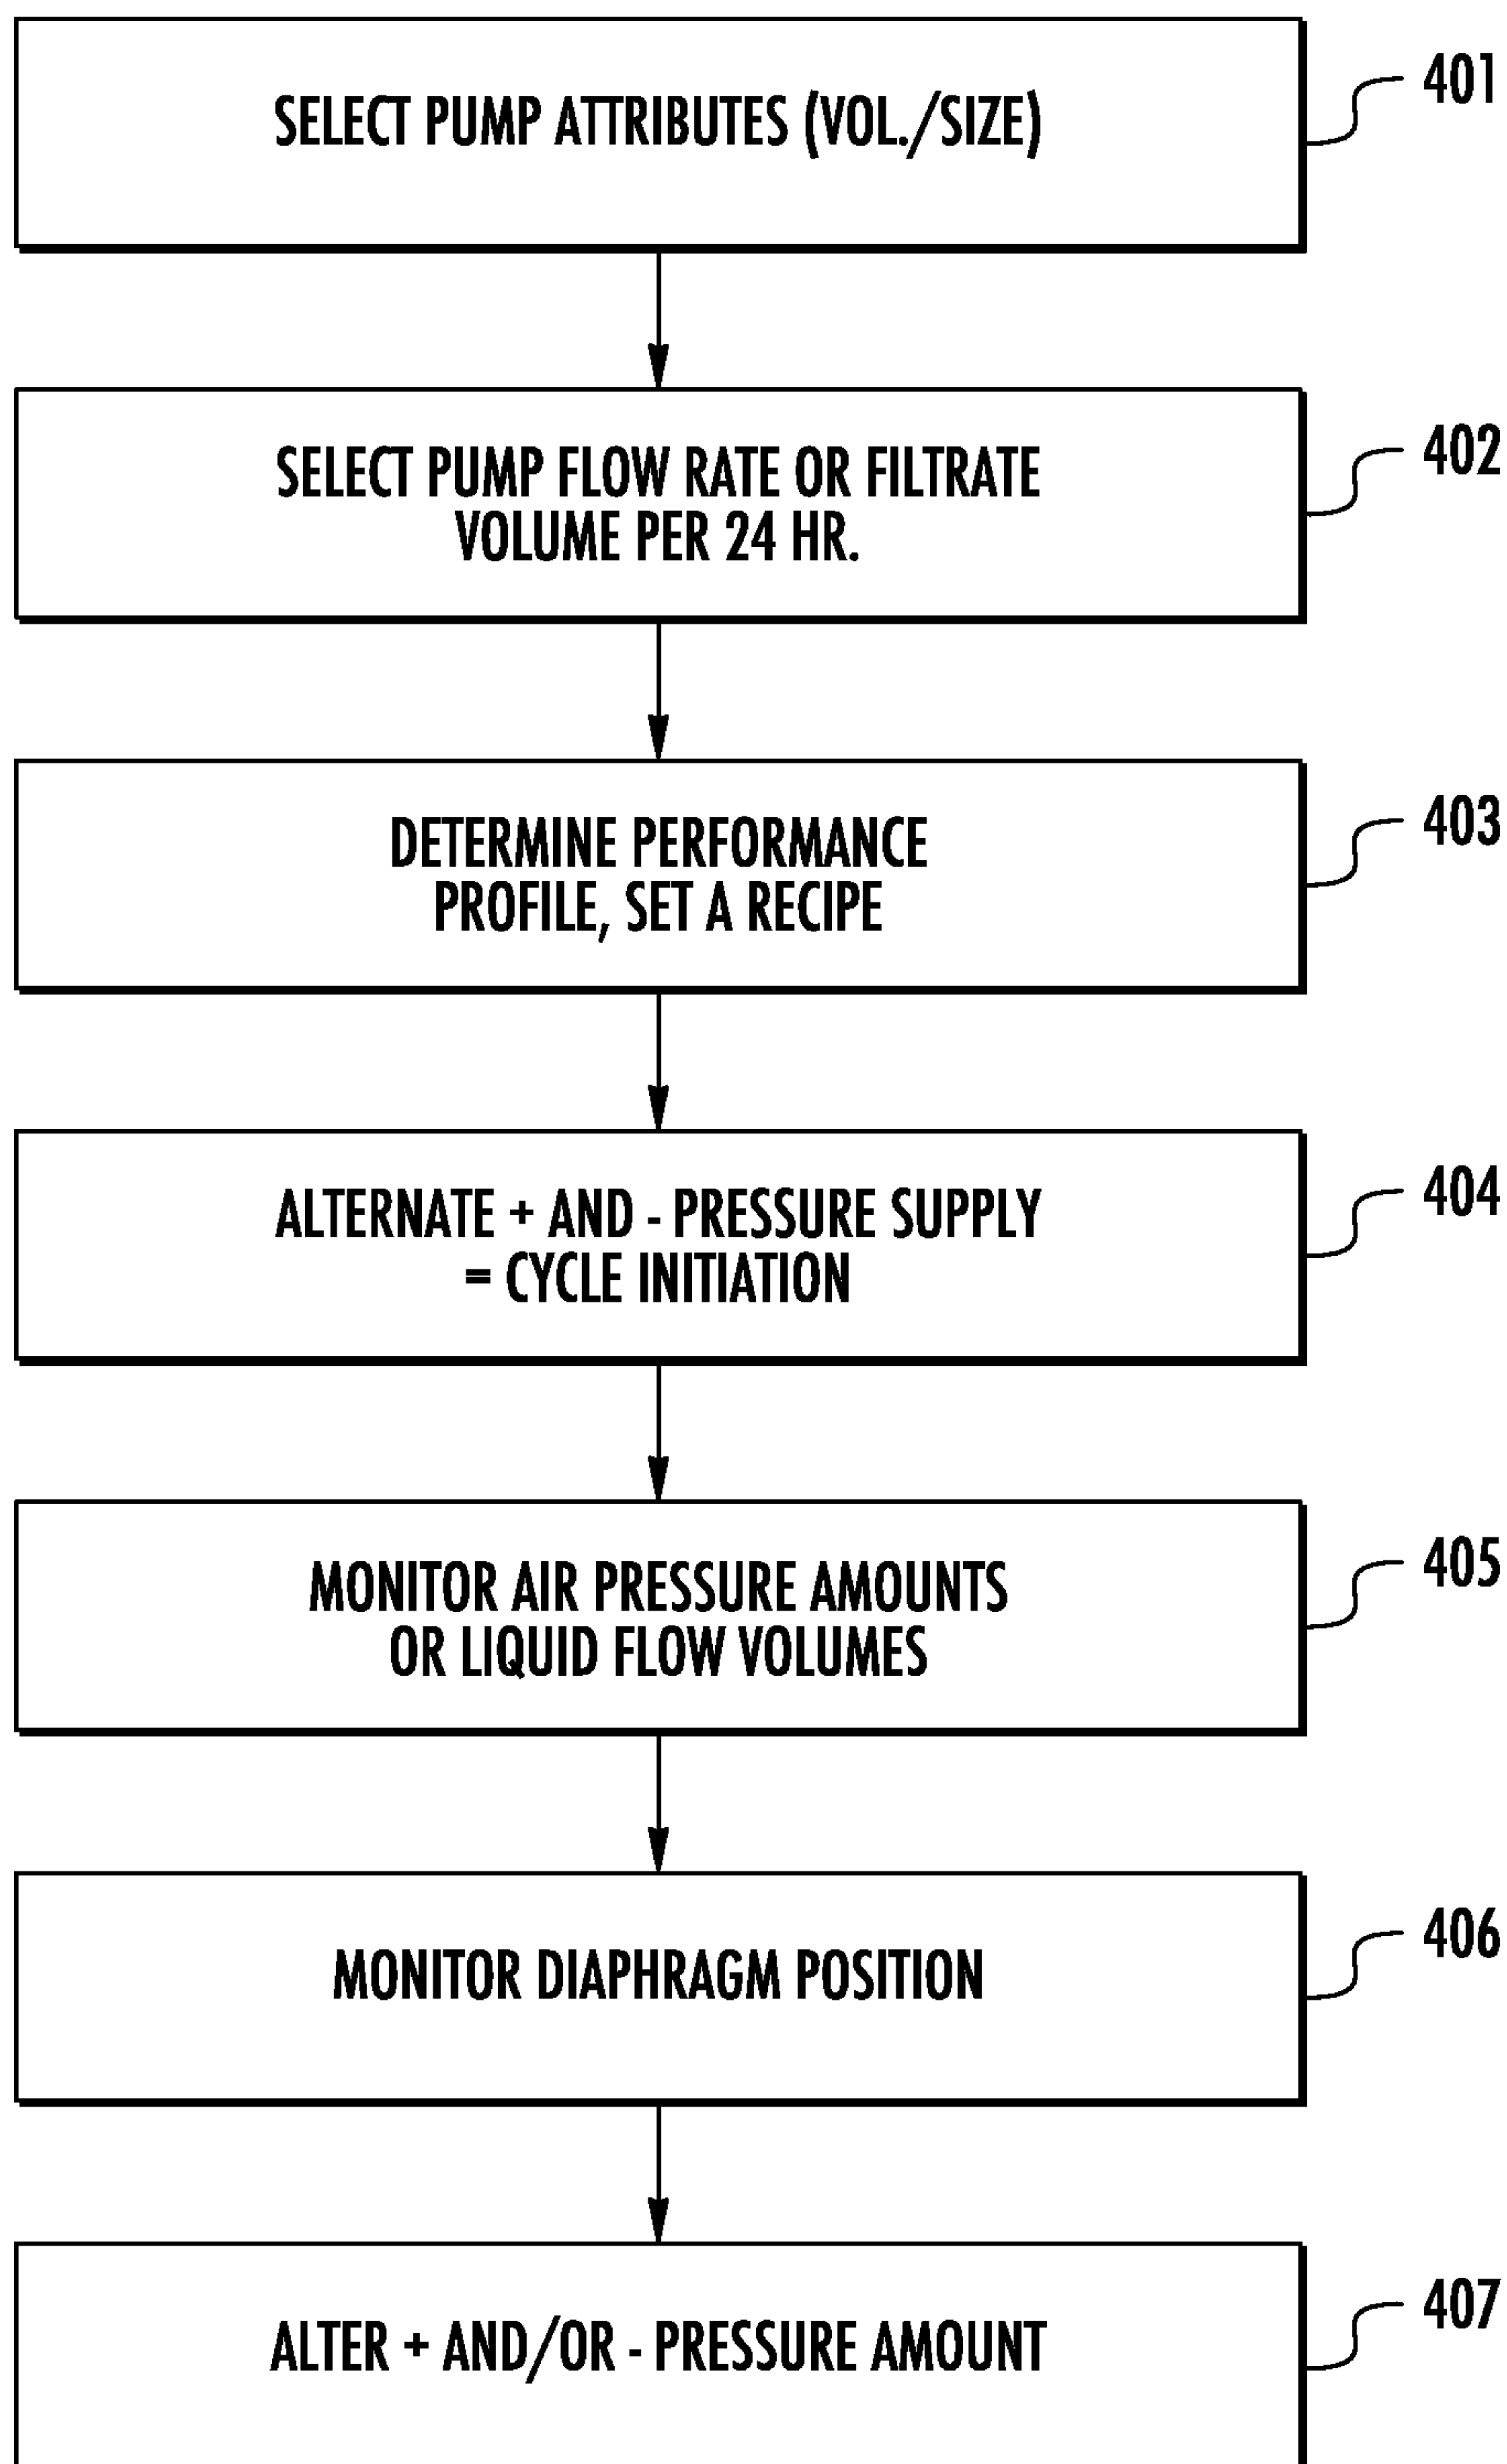 SELECT PUMP ATTRIBUTES (VOL./SIZE)
401
SELECT PUMP FLOW RATE OR FILTRATE
VOLUME PER 24 HR.
402
DETERMINE PERFORMANCE
PROFILE, SET A RECIPE
403
ALTERNATE + AND - PRESSURE SUPPLY
= CYCLE INITIATION
404
MONITOR AIR PRESSURE AMOUNTS
OR LIQUID FLOW VOLUMES
405
MONITOR DIAPHRAGM POSITION
406
ALTER + AND/OR - PRESSURE AMOUNT
407